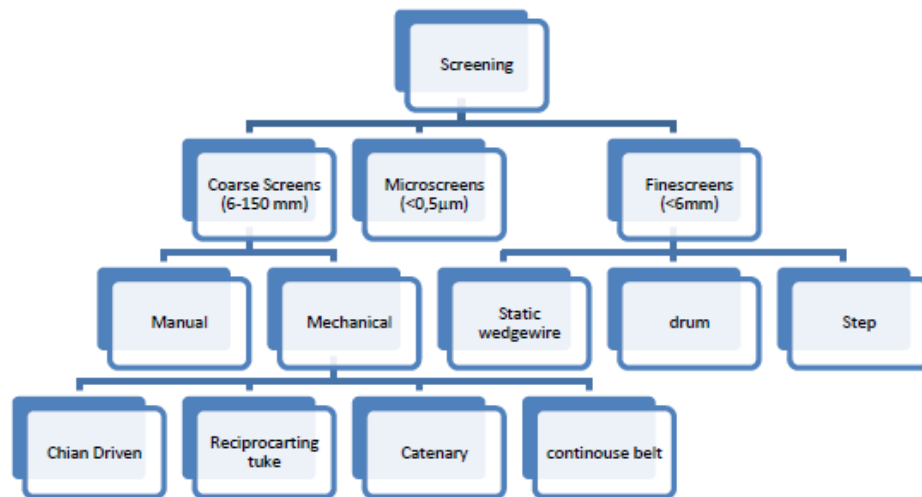 Screening
Coarse Screens
(6-150 mm)
Microscreens
(<0,5μm)
Finescreens
(<6mm)
Manual
Mechanical
Static
wedgewire
drum
Step
Chian Driven
Reciprocarting
tuke
Catenary
continouse belt